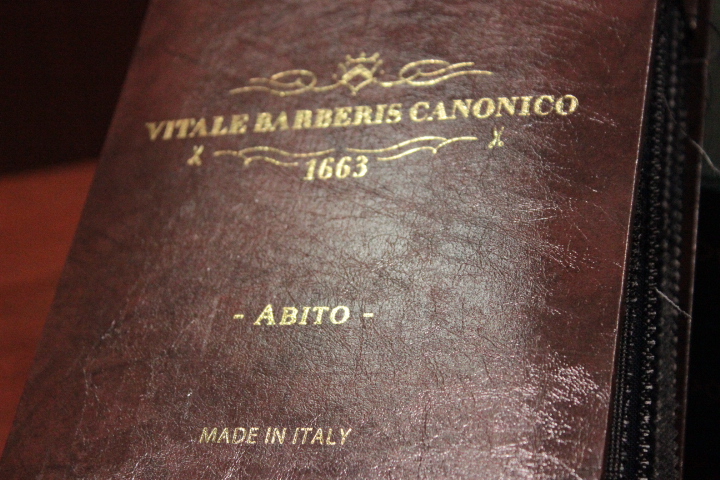 VITALE BARBERIS CANONICO
1663
- ABITO -
MADE IN ITALY